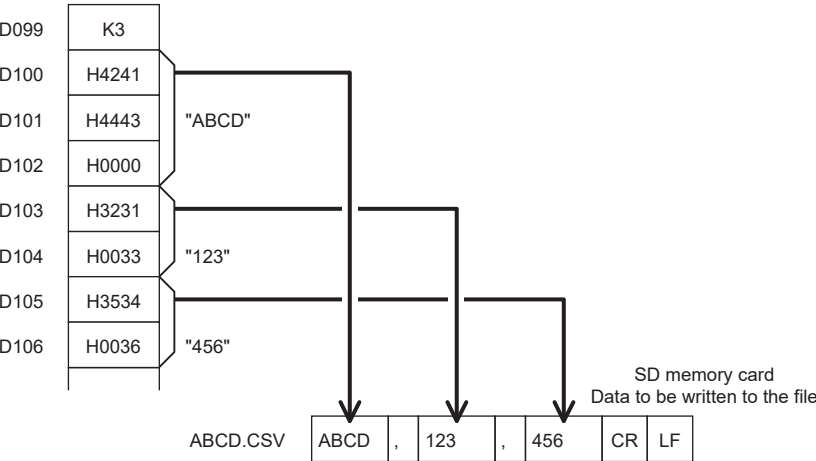 D099 K3
D100 H4241
D101 H4443 "ABCD"
D102 H0000
D103 H3231
D104 H0033 "123"
D105 H3534
D106 H0036 "456"
SD memory card
Data to be written to the file
ABCD.CSV ABCD , 123 , 456 CR LF